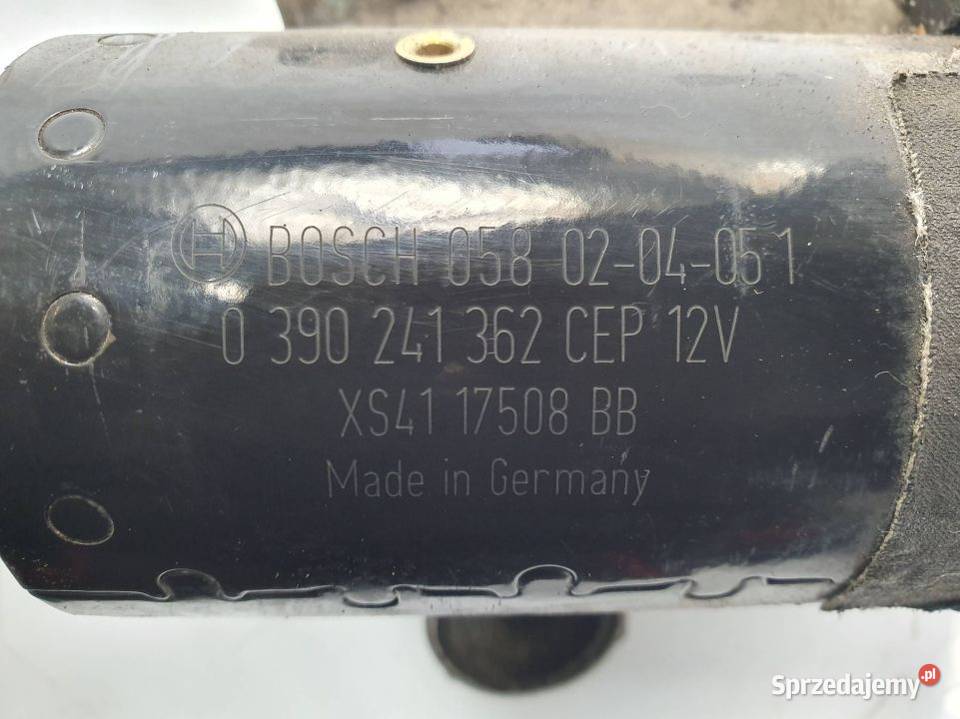 BOSCH 058 02-04-05 1
0 390 241 362 CEP 12V
XS41 17508 BB
Made in Germany
Sprzedajemy.pl